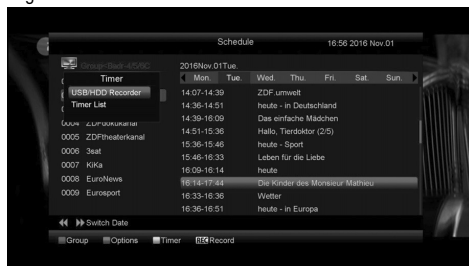 Schedule
16:56 2016 Nov.01
2016Nov.01Tue.
Timer
Mon. Tue. Wed. Thu. Fri. Sat. Sun.
USB/HDD Recorder
14:07-14:39 ZDF.umwelt
Timer List
14:36-14:51 heute - in Deutschland
14:39-16:09 Das einfache Mädchen
0004 ZDFdokukanal
14:51-15:36 Hallo, Tierdoktor (2/5)
0005 ZDFtheaterkanal
15:36-15:46 heute - Sport
0006 3sat
15:46-16:33 Leben für die Liebe
0007 KiKa
16:09-16:14 heute
0008 EuroNews
16:14-17:44 Die Kinder des Monsieur Mathieu
0009 Eurosport
16:33-16:36 Wetter
16:36-16:51 heute - in Europa
Switch Date
Group Options Timer REC Record